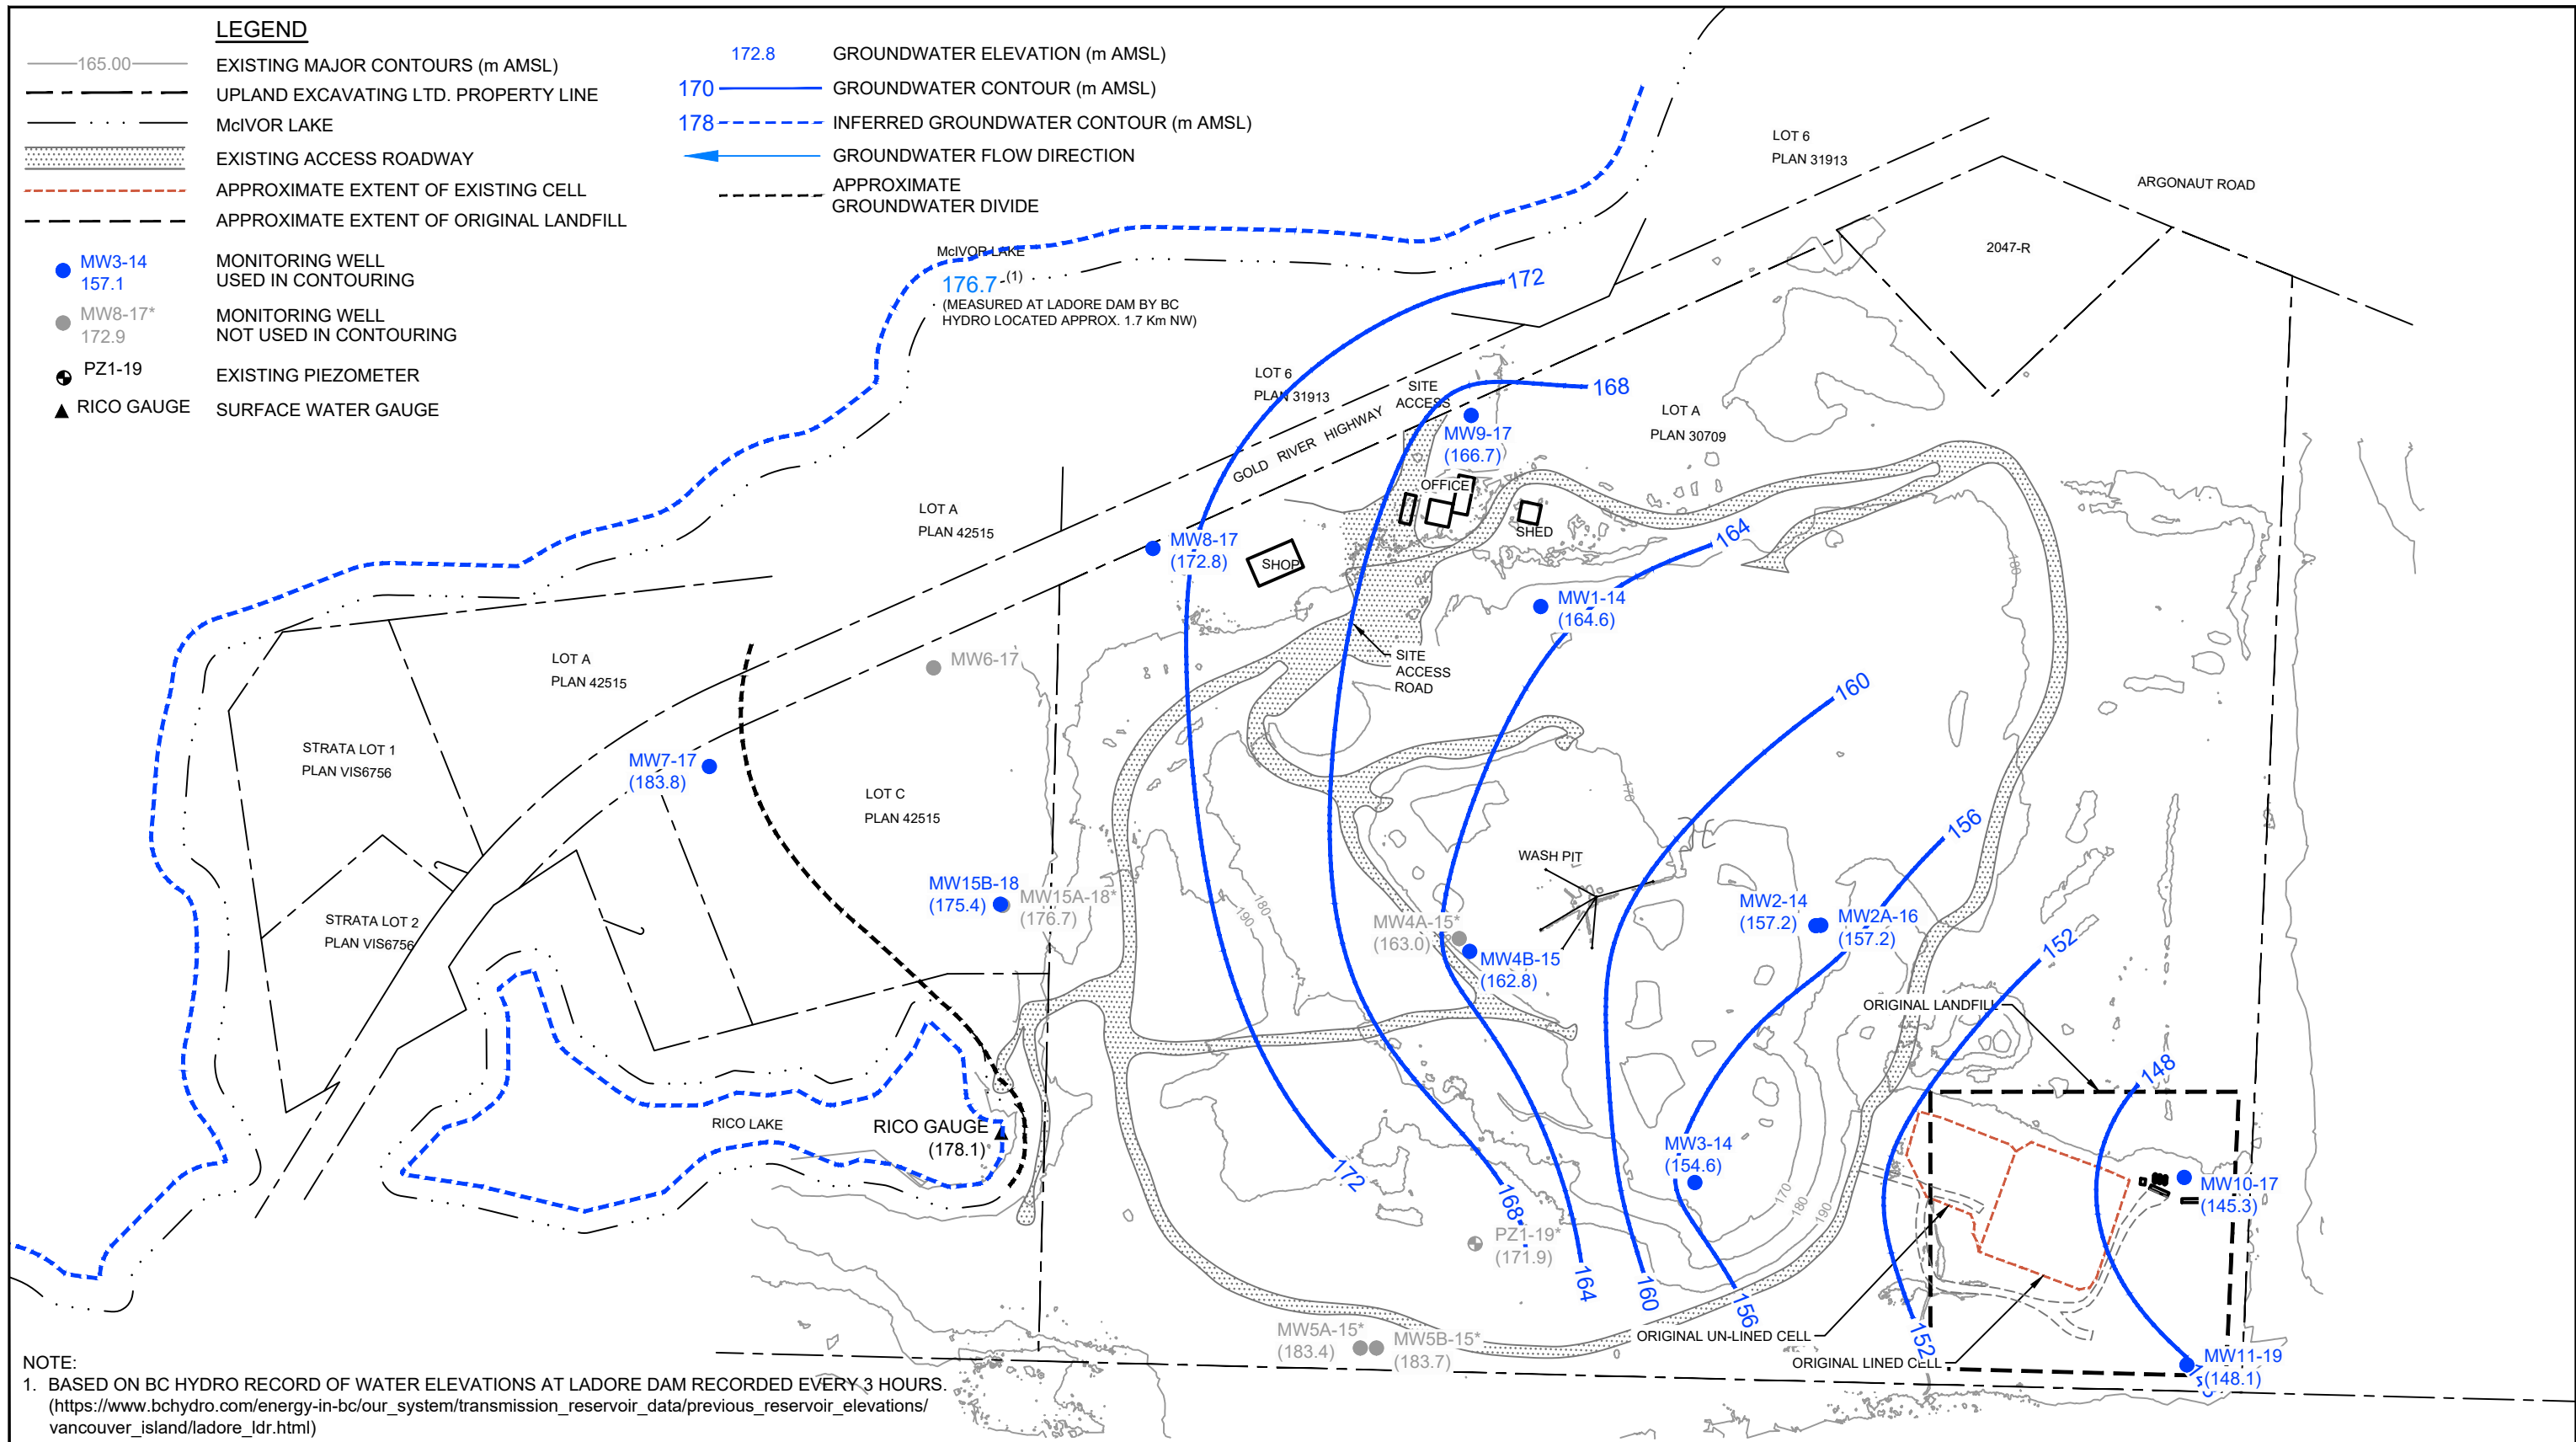 LEGEND
165.00
EXISTING MAJOR CONTOURS (m AMSL)
UPLAND EXCAVATING LTD. PROPERTY LINE
McIVOR LAKE
EXISTING ACCESS ROADWAY
APPROXIMATE EXTENT OF EXISTING CELL
APPROXIMATE EXTENT OF ORIGINAL LANDFILL
MW3-14
157.1
MONITORING WELL
USED IN CONTOURING
MW8-17*
172.9
MONITORING WELL
NOT USED IN CONTOURING
PZ1-19
EXISTING PIEZOMETER
RICO GAUGE
SURFACE WATER GAUGE
172.8
GROUNDWATER ELEVATION (m AMSL)
170
GROUNDWATER CONTOUR (m AMSL)
178
INFERRED GROUNDWATER CONTOUR (m AMSL)
GROUNDWATER FLOW DIRECTION
APPROXIMATE
GROUNDWATER DIVIDE
McIVOR LAKE
176.7 (1)
(MEASURED AT LADORE DAM BY BC
HYDRO LOCATED APPROX. 1.7 Km NW)
LOT 6
PLAN 31913
ARGONAUT ROAD
2047-R
172
LOT 6
PLAN 31913
SITE
ACCESS
168
GOLD RIVER HIGHWAY
MW9-17
(166.7)
LOT A
PLAN 30709
OFFICE
SHED
164
LOT A
PLAN 42515
MW8-17
(172.8)
SHOP
180
MW1-14
(164.6)
SITE
ACCESS
ROAD
MW6-17
LOT A
PLAN 42515
160
STRATA LOT 1
PLAN VIS6756
MW7-17
(183.8)
LOT C
PLAN 42515
170
156
WASH PIT
MW15B-18
(175.4)
MW15A-18*
(176.7)
180
190
MW4A-15*
(163.0)
MW4B-15
(162.8)
MW2-14
(157.2)
MW2A-16
(157.2)
152
STRATA LOT 2
PLAN VIS6756
ORIGINAL LANDFILL
148
RICO LAKE
RICO GAUGE
(178.1)
MW3-14
(154.6)
172
168
170
180
190
MW10-17
(145.3)
PZ1-19*
(171.9)
164
160
156
152
MW5A-15*
(183.4)
MW5B-15*
(183.7)
ORIGINAL UN-LINED CELL
ORIGINAL LINED CELL
MW11-19
(148.1)
NOTE:
1. BASED ON BC HYDRO RECORD OF WATER ELEVATIONS AT LADORE DAM RECORDED EVERY 3 HOURS.
(https://www.bchydro.com/energy-in-bc/our_system/transmission_reservoir_data/previous_reservoir_elevations/
vancouver_island/ladore_ldr.html)